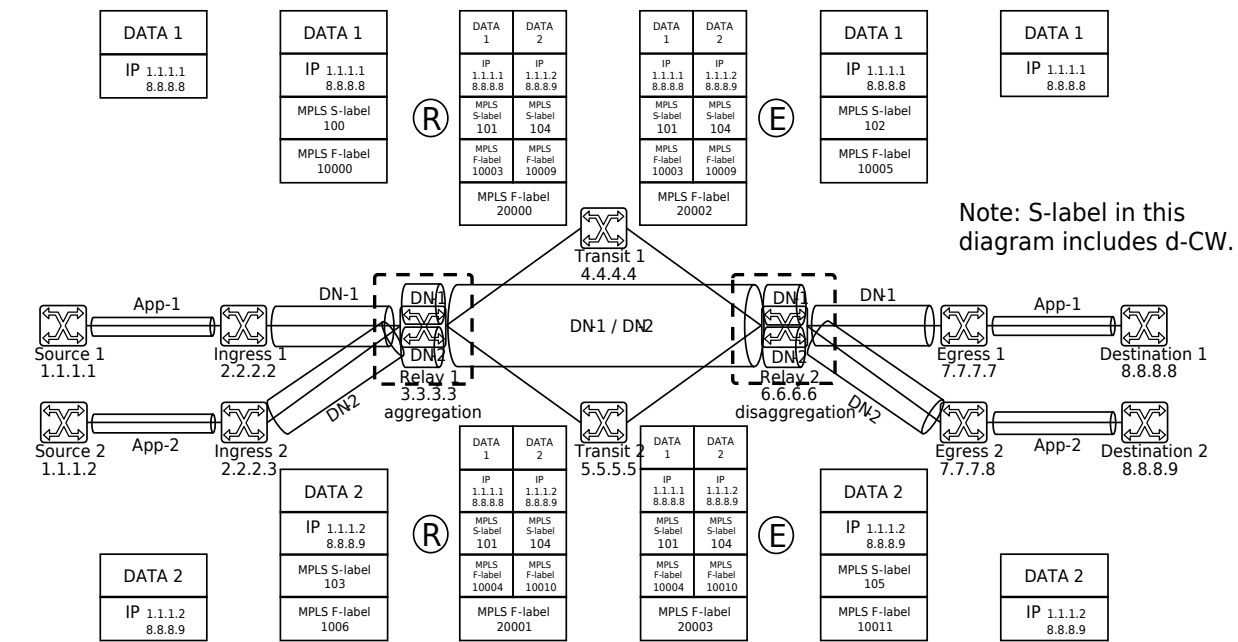 DATA 1
IP 1.1.1.1
8.8.8.8
DATA 1
IP 1.1.1.1
8.8.8.8
MPLS S-label
100
MPLS F-label
10000
R
DATA
1
DATA
2
IP
1.1.1.1
8.8.8.8
IP
1.1.1.2
8.8.8.9
MPLS
S-label
101
MPLS
S-label
104
MPLS
F-label
10003
MPLS
F-label
10009
MPLS F-label
20000
DATA
1
DATA
2
IP
1.1.1.1
8.8.8.8
IP
1.1.1.2
8.8.8.9
MPLS
S-label
101
MPLS
S-label
104
MPLS
F-label
10003
MPLS
F-label
10009
MPLS F-label
20002
E
DATA 1
IP 1.1.1.1
8.8.8.8
MPLS S-label
102
MPLS F-label
10005
DATA 1
IP 1.1.1.1
8.8.8.8
Note: S-label in this
diagram includes d-CW.
Transit 1
4.4.4.4
App-1
DN-1
DN-1
DN-1 / DN-2
DN-1
DN-1
App-1
Source 1
1.1.1.1
Ingress 1
2.2.2.2
DN-2
Relay 1
3.3.3.3
aggregation
DN-2
Relay 2
6.6.6.6
disaggregation
Egress 1
7.7.7.7
Destination 1
8.8.8.8
DN-2
DN-2
App-2
App-2
Source 2
1.1.1.2
Ingress 2
2.2.2.3
Transit 2
5.5.5.5
Egress 2
7.7.7.8
Destination 2
8.8.8.9
DATA 2
IP 1.1.1.2
8.8.8.9
DATA 2
IP 1.1.1.2
8.8.8.9
MPLS S-label
103
MPLS F-label
1006
R
DATA
1
DATA
2
IP
1.1.1.1
8.8.8.8
IP
1.1.1.2
8.8.8.9
MPLS
S-label
101
MPLS
S-label
104
MPLS
F-label
10004
MPLS
F-label
10010
MPLS F-label
20001
DATA
1
DATA
2
IP
1.1.1.1
8.8.8.8
IP
1.1.1.2
8.8.8.9
MPLS
S-label
101
MPLS
S-label
104
MPLS
F-label
10004
MPLS
F-label
10010
MPLS F-label
20003
E
DATA 2
IP 1.1.1.2
8.8.8.9
MPLS S-label
105
MPLS F-label
10011
DATA 2
IP 1.1.1.2
8.8.8.9